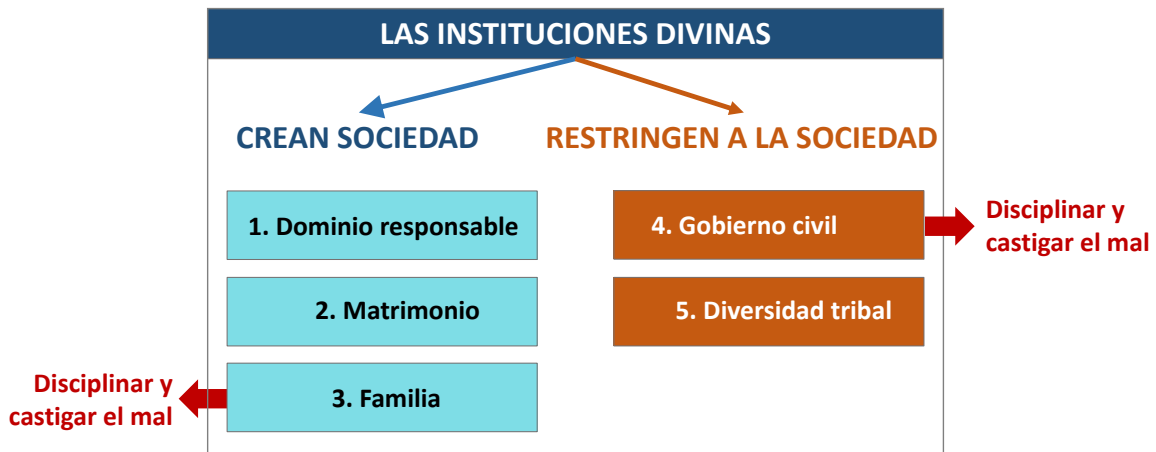 LAS INSTITUCIONES DIVINAS
CREAN SOCIEDAD
RESTRINGEN A LA SOCIEDAD
1. Dominio responsable
2. Matrimonio
3. Familia
Disciplinar y
castigar el mal
4. Gobierno civil
5. Diversidad tribal
Disciplinar y
castigar el mal